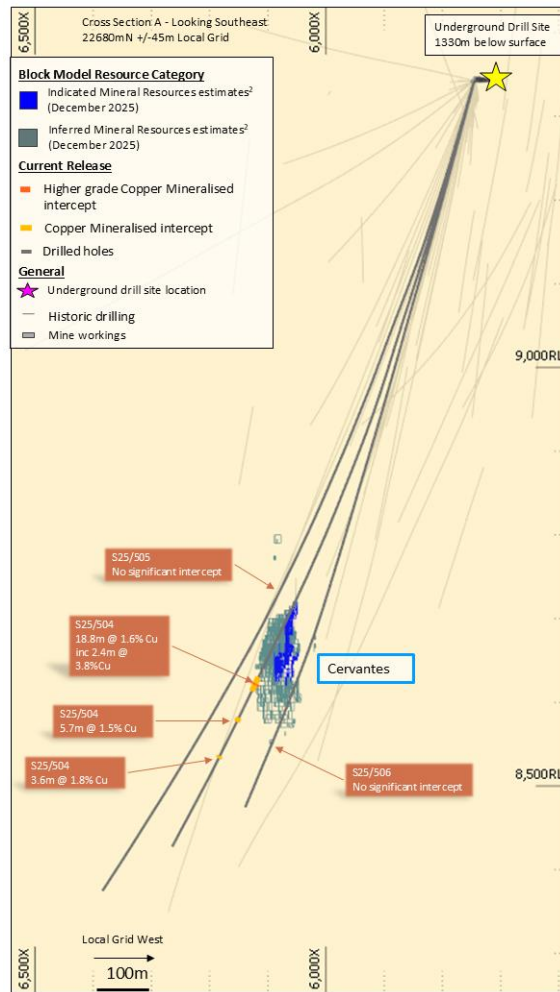 6,500X
Cross Section A - Looking Southeast
22680mN +/-45m Local Grid
6,000X
Underground Drill Site
1330m below surface
Block Model Resource Category
Indicated Mineral Resources estimates²
(December 2025)
Inferred Mineral Resources estimates²
(December 2025)
Current Release
Higher grade Copper Mineralised
intercept
Copper Mineralised intercept
Drilled holes
General
Underground drill site location
Historic drilling
Mine workings
9,000RL
S25/505
No significant intercept
S25/504
18.8m @ 1.6% Cu
inc 2.4m @
3.8%Cu
Cervantes
S25/504
5.7m @ 1.5% Cu
S25/504
3.6m @ 1.8% Cu
S25/506
No significant intercept
8,500RL
Local Grid West
100m
6,500X
6,000X